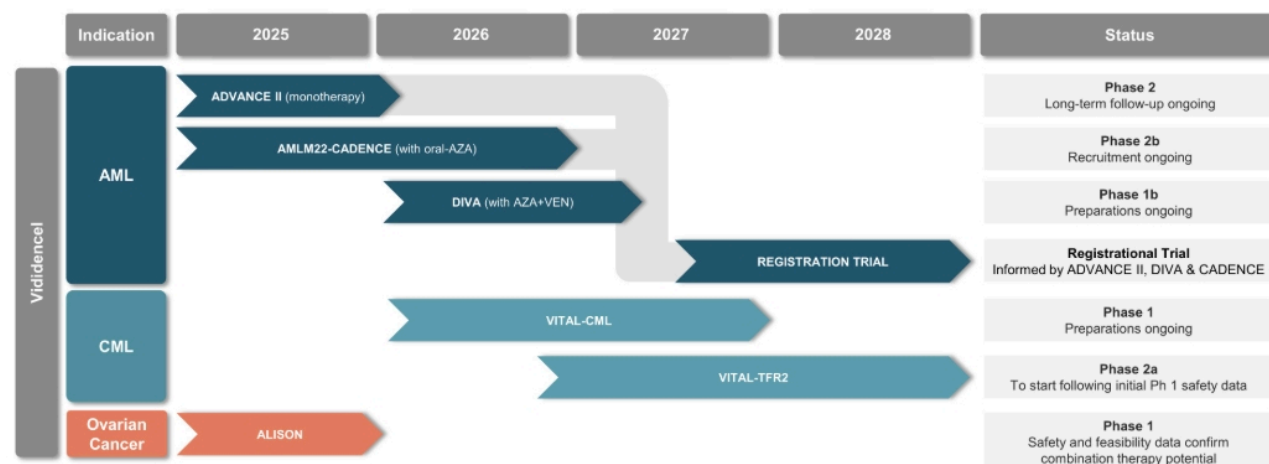 Indication 2025 2026 2027 2028 Status
Vididencel
AML
ADVANCE II (monotherapy)
Phase 2
Long-term follow-up ongoing
AMLM22-CADENCE (with oral-AZA)
Phase 2b
Recruitment ongoing
DIVA (with AZA+VEN)
Phase 1b
Preparations ongoing
REGISTRATION TRIAL
Registrational Trial
Informed by ADVANCE II, DIVA & CADENCE
CML
VITAL-CML
Phase 1
Preparations ongoing
VITAL-TFR2
Phase 2a
To start following initial Ph 1 safety data
Ovarian
Cancer
ALISON
Phase 1
Safety and feasibility data confirm
combination therapy potential